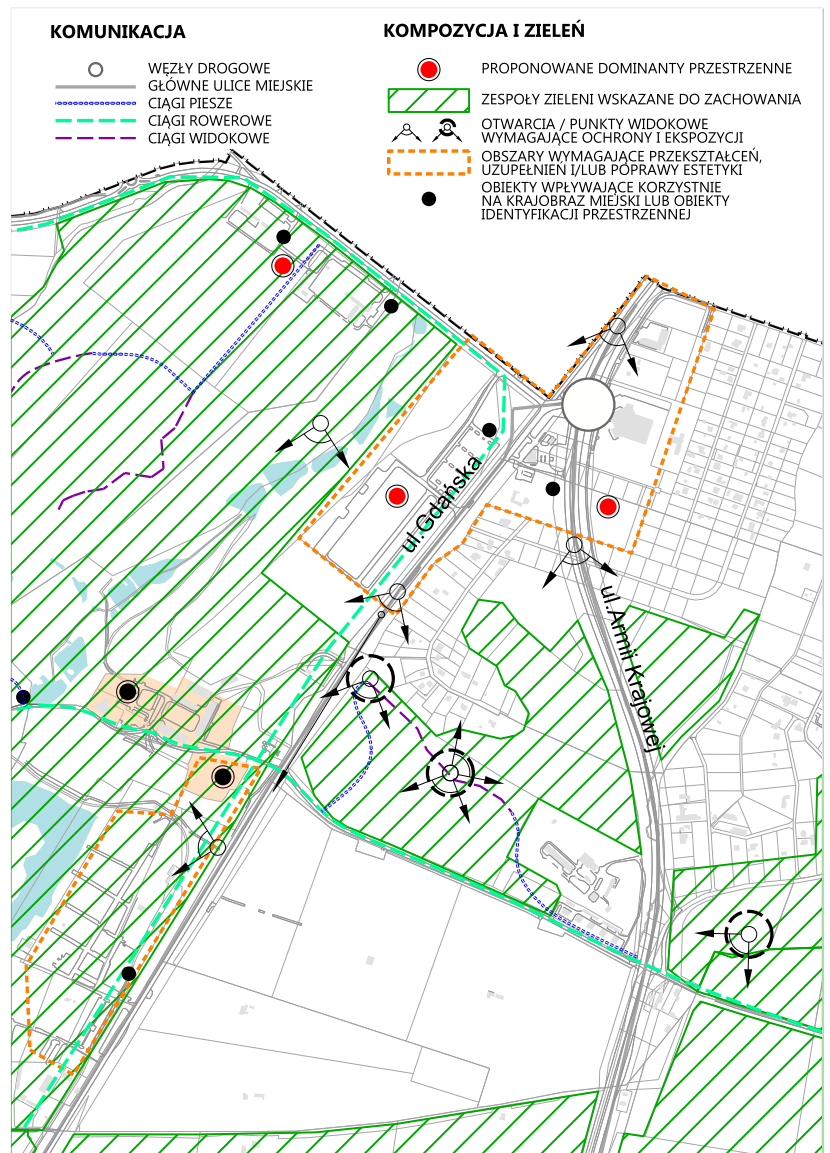 KOMUNIKACJA
WĘZŁY DROGOWE
GŁÓWNE ULICE MIEJSKIE
CIĄGI PIESZE
CIĄGI ROWEROWE
CIĄGI WIDOKOWE
KOMPOZYCJA I ZIELEŃ
PROPONOWANE DOMINANTY PRZESTRZENNE
ZESPOŁY ZIELENI WSKAZANE DO ZACHOWANIA
OTWARCIA / PUNKTY WIDOKOWE
WYMAGAJĄCE OCHRONY I EKSPOZYCJI
OBSZARY WYMAGAJĄCE PRZEKSZTAŁCEŃ,
UZUPEŁNIEŃ I/LUB POPRAWY ESTETYKI
OBIEKTY WPŁYWAJĄCE KORZYSTNIE
NA KRAJOBRAZ MIEJSKI LUB OBIEKTY
IDENTYFIKACJI PRZESTRZENNEJ
ul.Gdańska
ul.Armii Krajowej